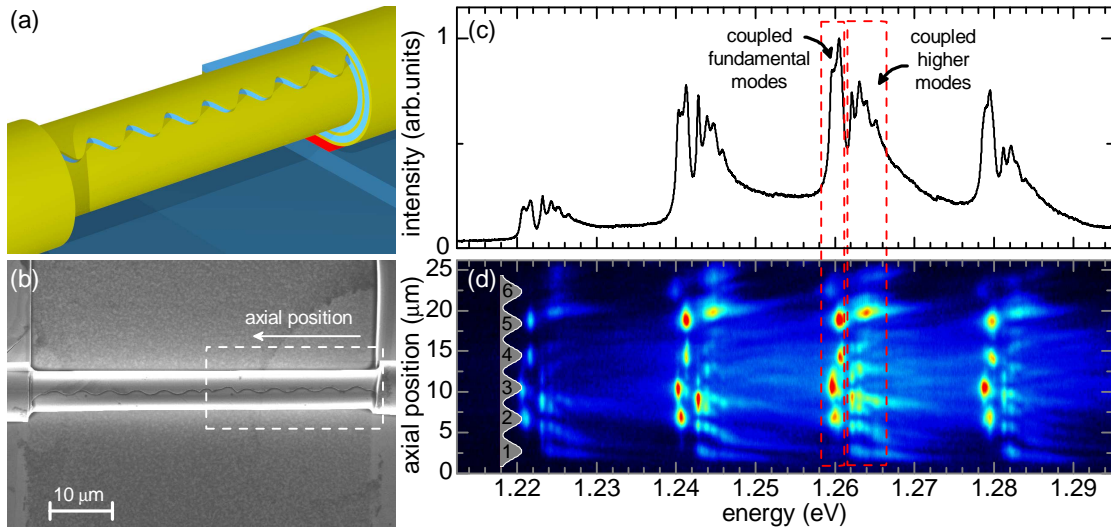 (a)
(b)
axial position
10 μm
(c)
intensity (arb.units)
1
0
coupled
fundamental
modes
coupled
higher
modes
(d)
axial position (μm)
25
20
15
10
5
0
6
5
4
3
2
1
1.22 1.23 1.24 1.25 1.26 1.27 1.28 1.29
energy (eV)